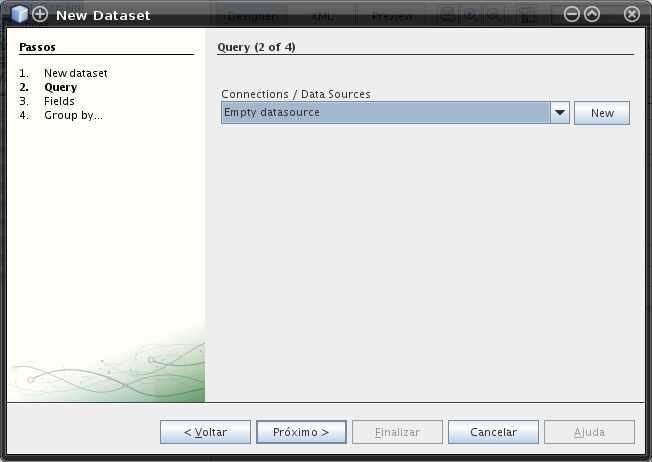 New Dataset
Designer XML Preview
Passos
1. New dataset
2. Query
3. Fields
4. Group by...
Query (2 of 4)
Connections / Data Sources
Empty datasource
New
< Voltar
Próximo >
Finalizar
Cancelar
Ajuda